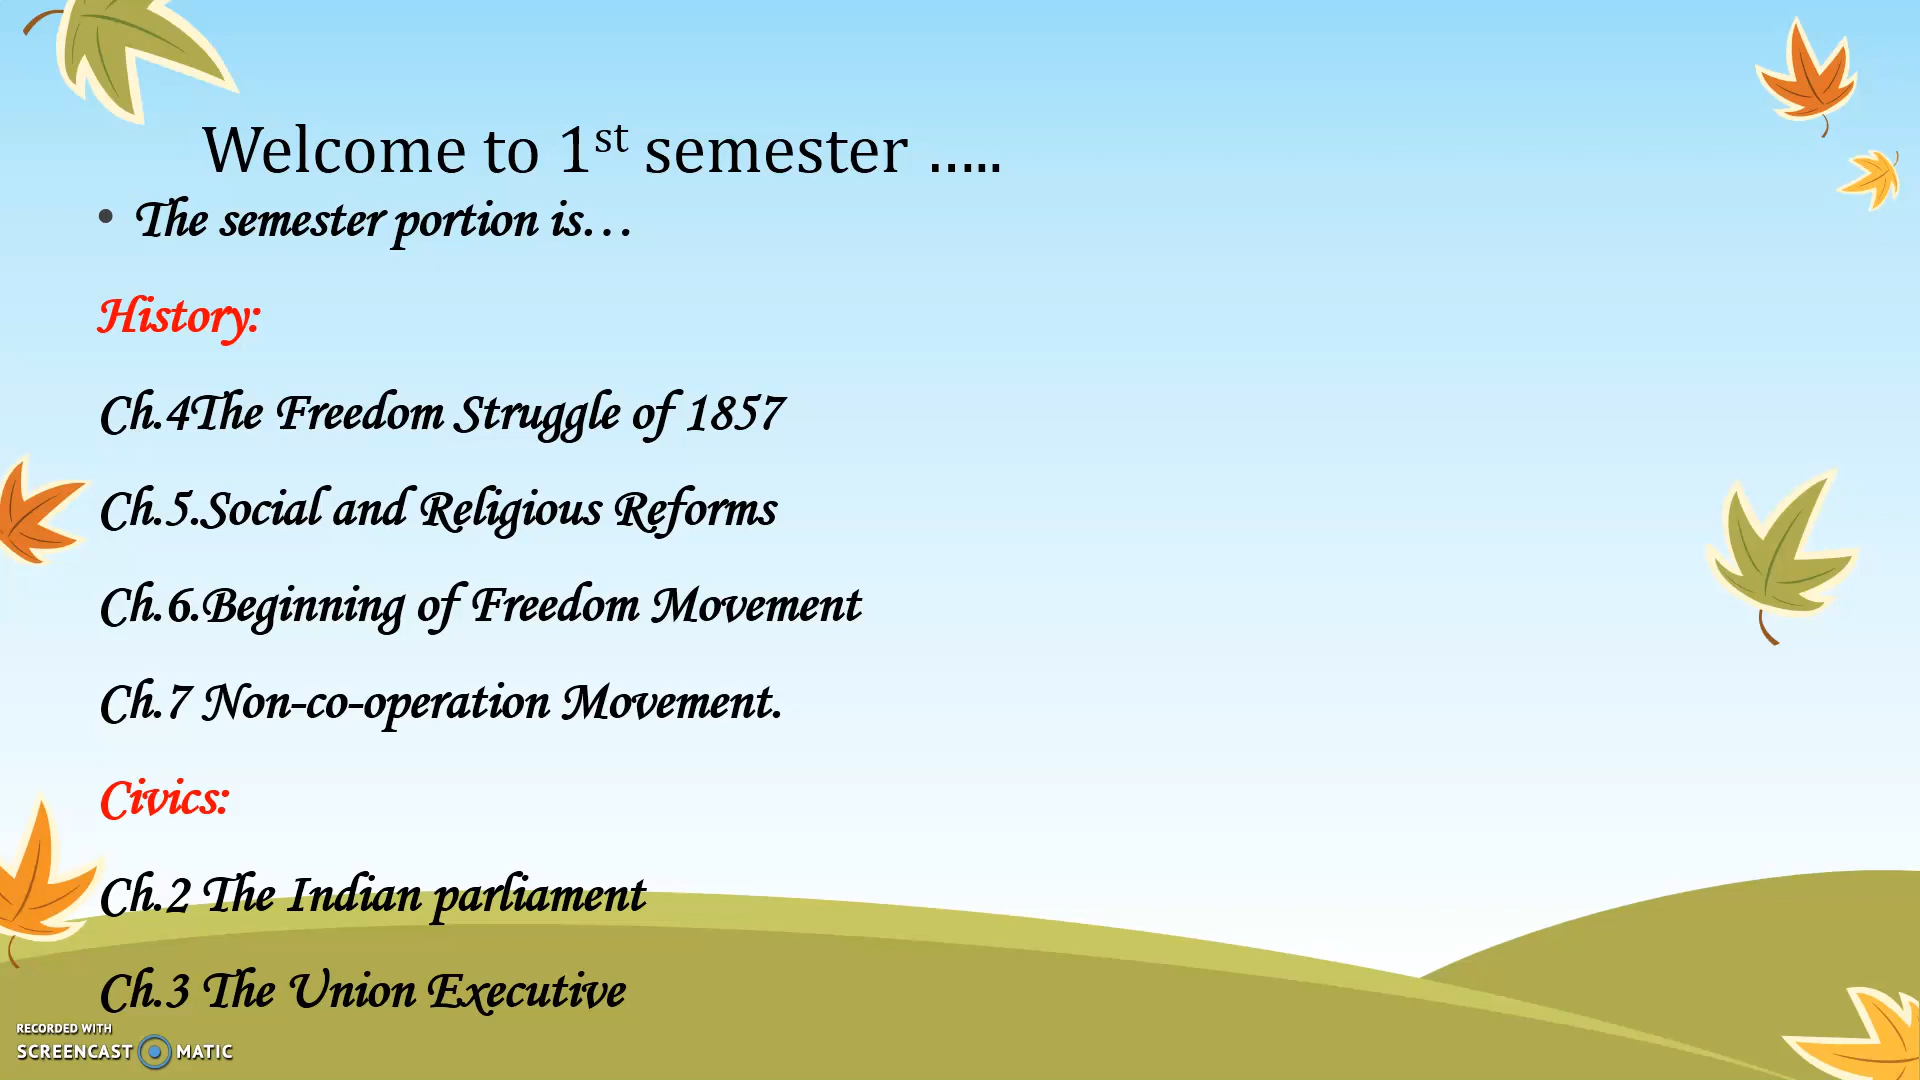 Welcome to 1st semester .....
• The semester portion is...
History:
Ch.4The Freedom Struggle of 1857
Ch.5.Social and Religious Reforms
Ch.6.Beginning of Freedom Movement
Ch.7 Non-co-operation Movement.
Civics:
Ch.2 The Indian parliament
Ch.3 The Union Executive
RECORDED WITH
SCREENCAST MATIC